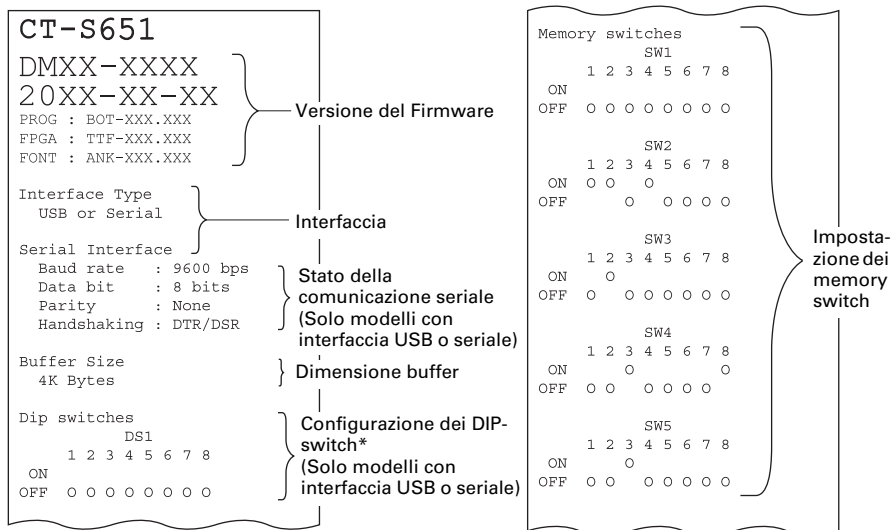 CT-S651
DMXX-XXXX
20XX-XX-XX
PROG : BOT-XXX.XXX
FPGA : TTF-XXX.XXX
FONT : ANK-XXX.XXX
Versione del Firmware
Interface Type
USB or Serial
Interfaccia
Serial Interface
Baud rate : 9600 bps
Data bit : 8 bits
Parity : None
Handshaking : DTR/DSR
Stato della
comunicazione seriale
(Solo modelli con
interfaccia USB o seriale)
Buffer Size
4K Bytes
Dimensione buffer
Dip switches
DS1
1 2 3 4 5 6 7 8
ON
OFF O O O O O O O O
Configurazione dei DIP-
switch*
(Solo modelli con
interfaccia USB o seriale)
Memory switches
SW1
1 2 3 4 5 6 7 8
ON
OFF O O O O O O O O
SW2
1 2 3 4 5 6 7 8
ON O O O
OFF O O O O O
SW3
1 2 3 4 5 6 7 8
ON O
OFF O O O O O O O
SW4
1 2 3 4 5 6 7 8
ON O O
OFF O O O O O O
SW5
1 2 3 4 5 6 7 8
ON O
OFF O O O O O O O
Imposta-
zione dei
memory
switch